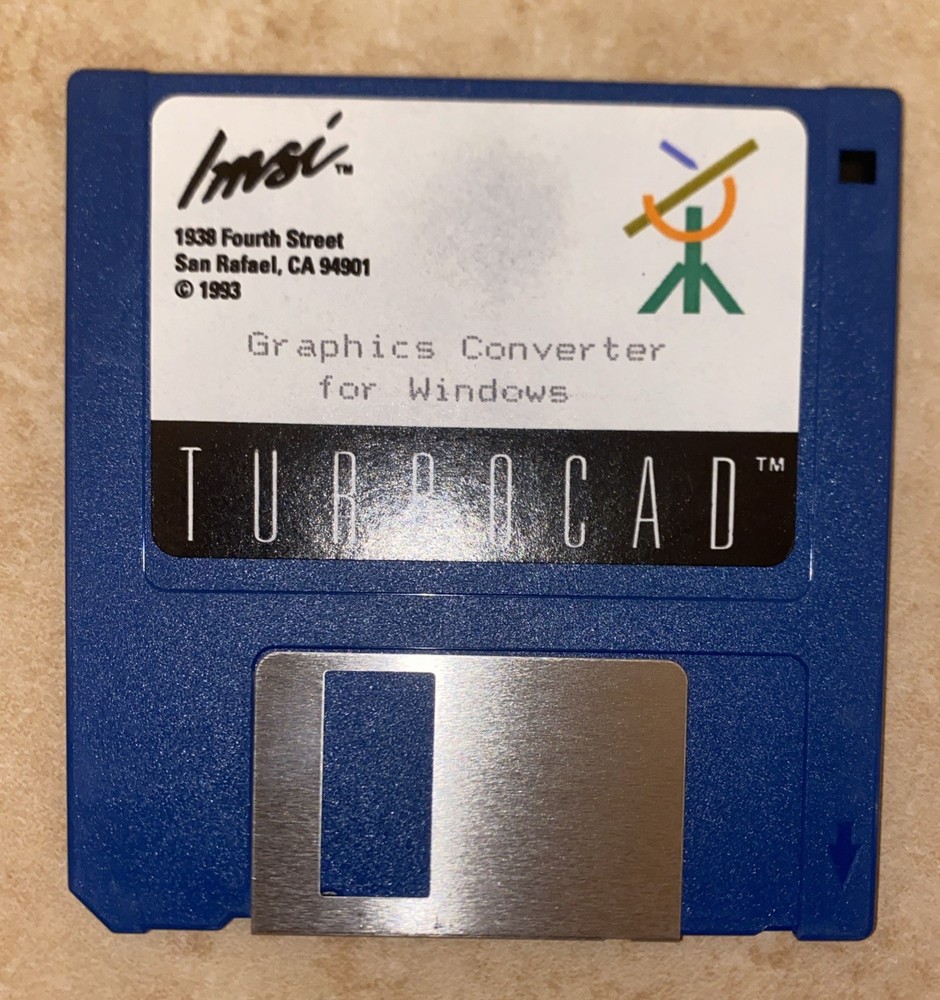 Imsi™
1938 Fourth Street
San Rafael, CA 94901
© 1993
Graphics Converter
for Windows
TURBOCAD™